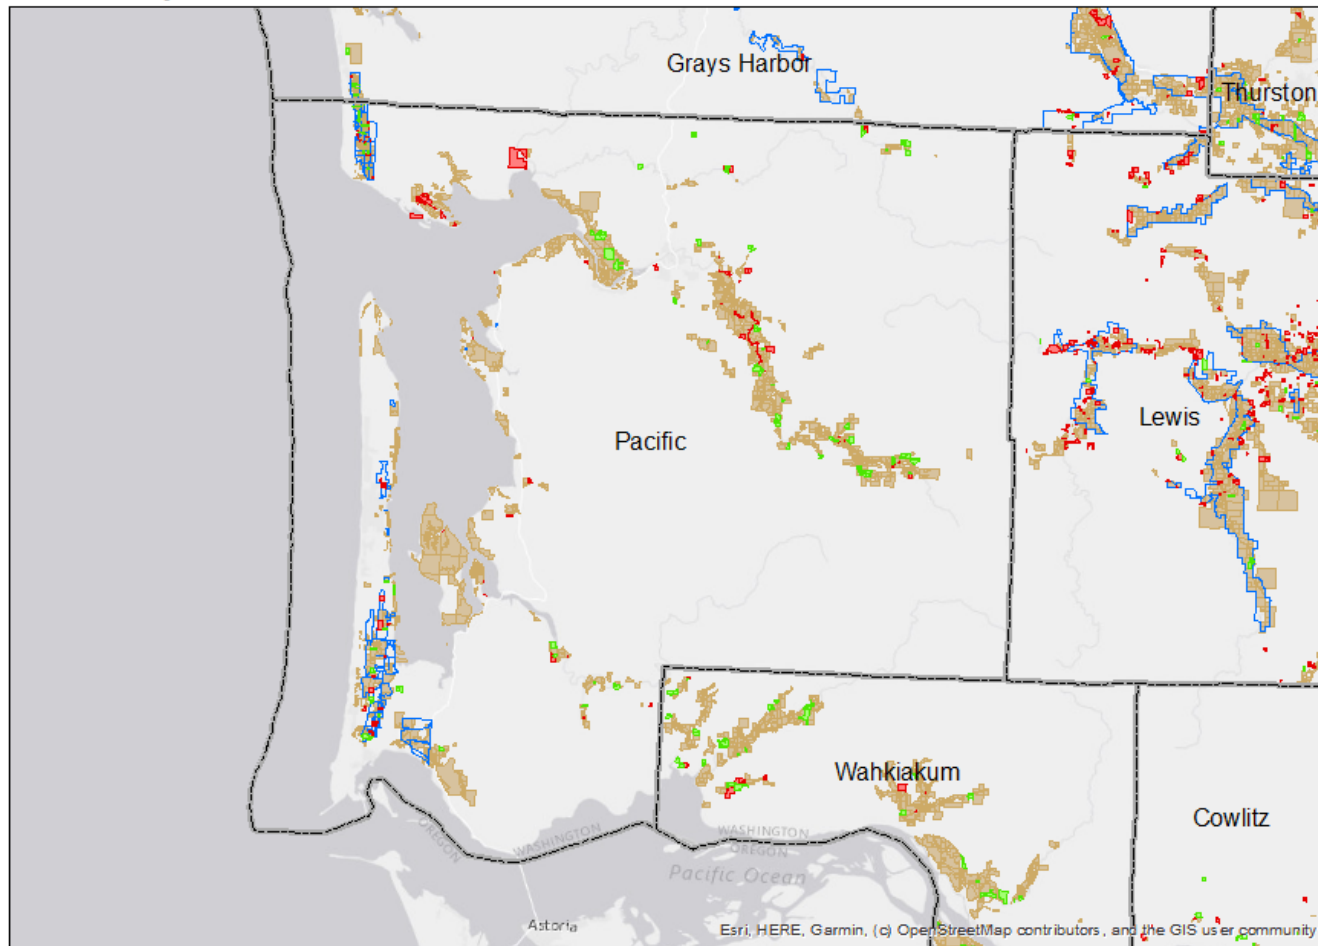 Grays Harbor
Thurston
Lewis
Pacific
Wahkiakum
Cowlitz
WASHINGTON
OREGON
WASHINGTON
OREGON
Pacific Ocean
Astoria
Esri, HERE, Garmin, (c) OpenStreetMap contributors, and the GIS user community